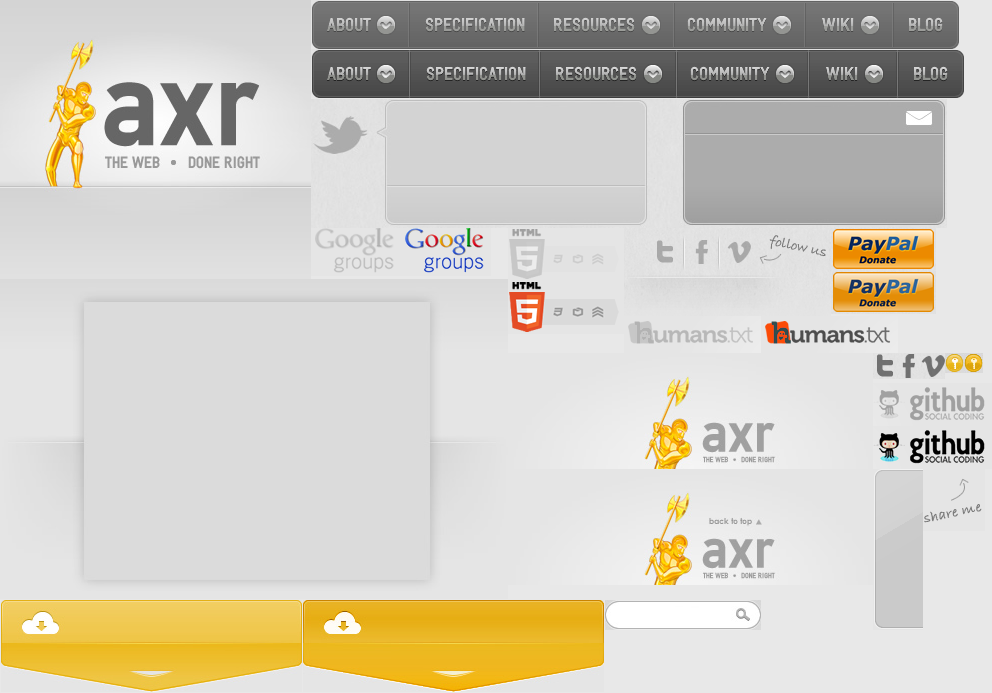 ABOUT SPECIFICATION RESOURCES COMMUNITY WIKI BLOG
ABOUT SPECIFICATION RESOURCES COMMUNITY WIKI BLOG
axr
THE WEB • DONE RIGHT
Google groups
Google groups
HTML
5
follow us
PayPal
Donate
PayPal
Donate
HTML
5
humans.txt
humans.txt
github
SOCIAL CODING
github
SOCIAL CODING
axr
THE WEB • DONE RIGHT
share me
back to top ▲
axr
THE WEB • DONE RIGHT